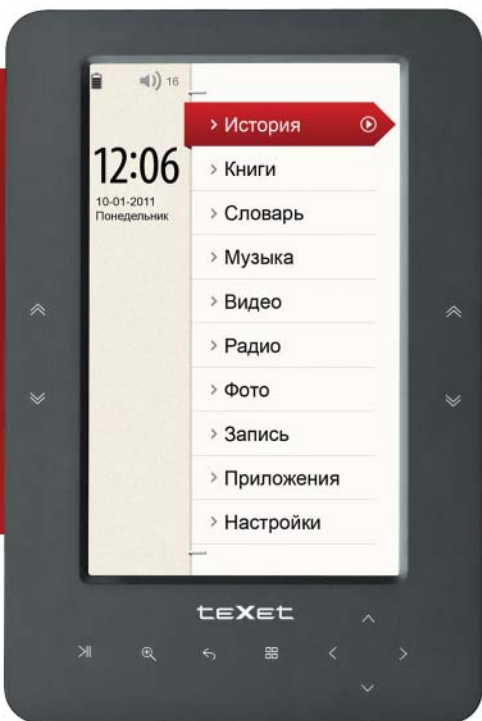 16
12:06
10-01-2011
Понедельник
История
Книги
Словарь
Музыка
Видео
Радио
Фото
Запись
Приложения
Настройки
teXet